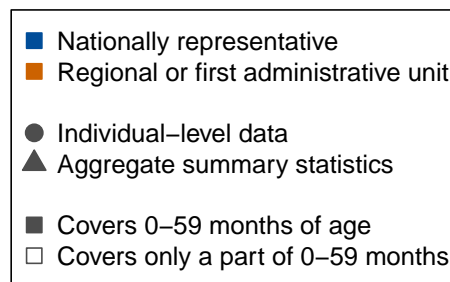 Nationally representative
Regional or first administrative unit
Individual−level data
Aggregate summary statistics
Covers 0−59 months of age
Covers only a part of 0−59 months